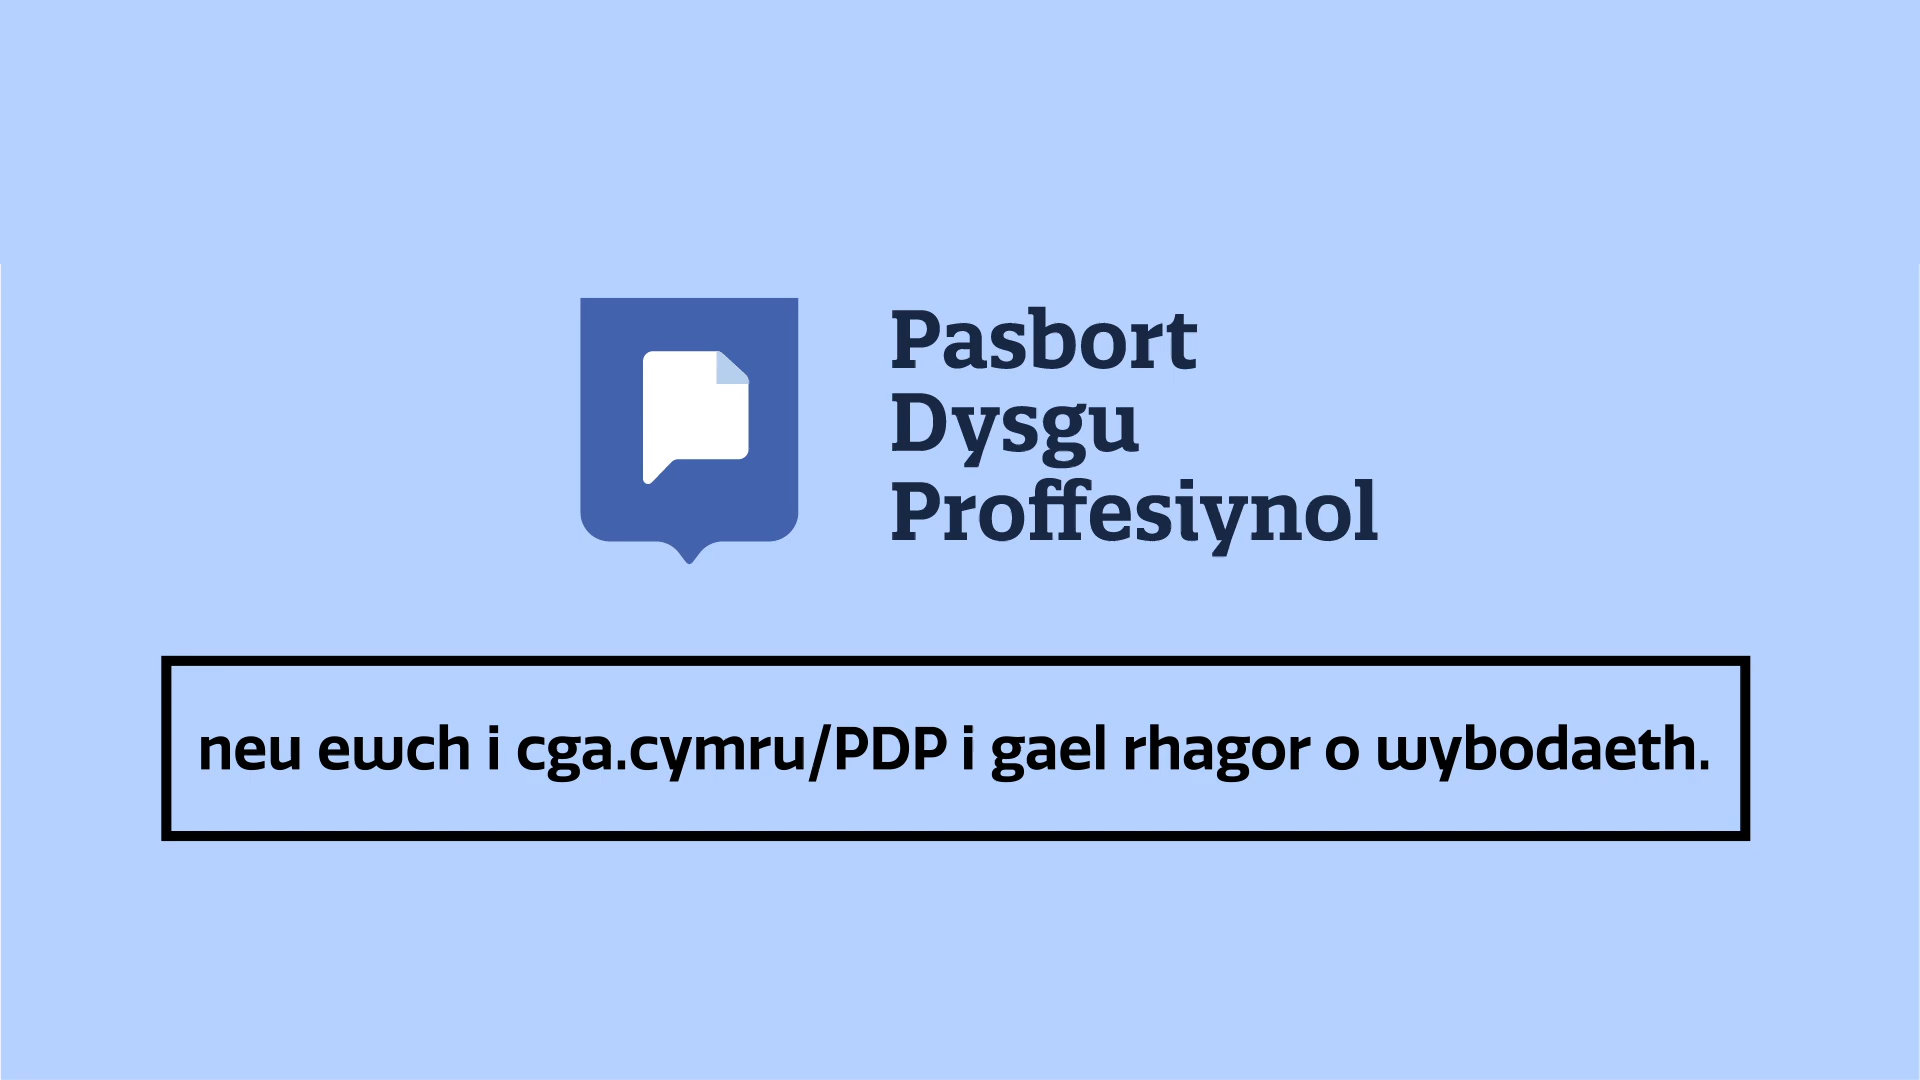 Pasbort
Dysgu
Proffesiynol
neu ewch i cga.cymru/PDP i gael rhagor o wybodaeth.